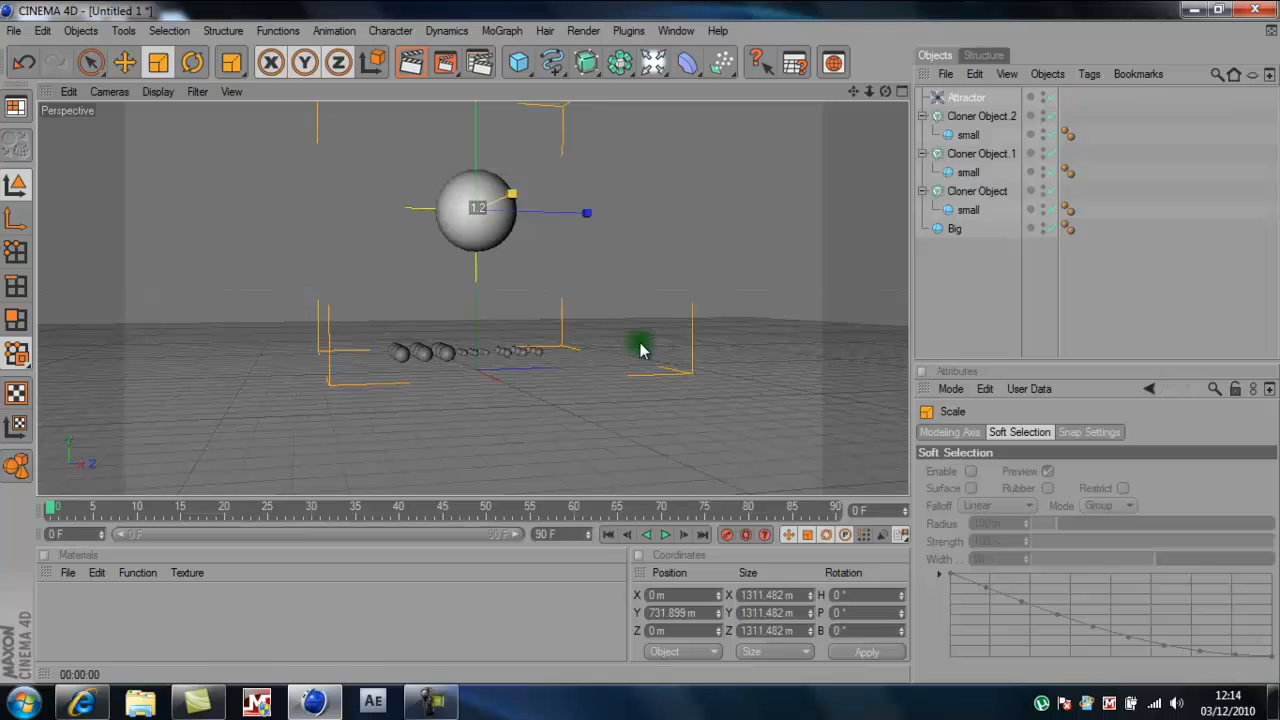 CINEMA 4D - [Untitled 1 *]
File Edit Objects Tools Selection Structure Functions Animation Character Dynamics MoGraph Hair Render Plugins Window Help
X Y Z
Objects Structure
File Edit View Objects Tags Bookmarks
Edit Cameras Display Filter View
Perspective
Attractor
Cloner Object.2
small
Cloner Object.1
small
Cloner Object
small
Big
1.2
Y
X Z
Attributes
Mode Edit User Data
Scale
Modeling Axis Soft Selection Snap Settings
Soft Selection
Enable Preview
Surface Rubber Restrict
Falloff Linear Mode Group
Radius 100 m
Strength 100
Width . .
0 5 10 15 20 25 30 35 40 45 50 55 60 65 70 75 80 85 90 0 F
0 F 0 F 90 F
Materials
File Edit Function Texture
Coordinates
Position Size Rotation
X 0 m X 1311.482 m H 0 °
Y 731.899 m Y 1311.482 m P 0 °
Z 0 m Z 1311.482 m B 0 °
Object Size Apply
MAXON
CINEMA 4D
00:00:00
AE
12:14
03/12/2010